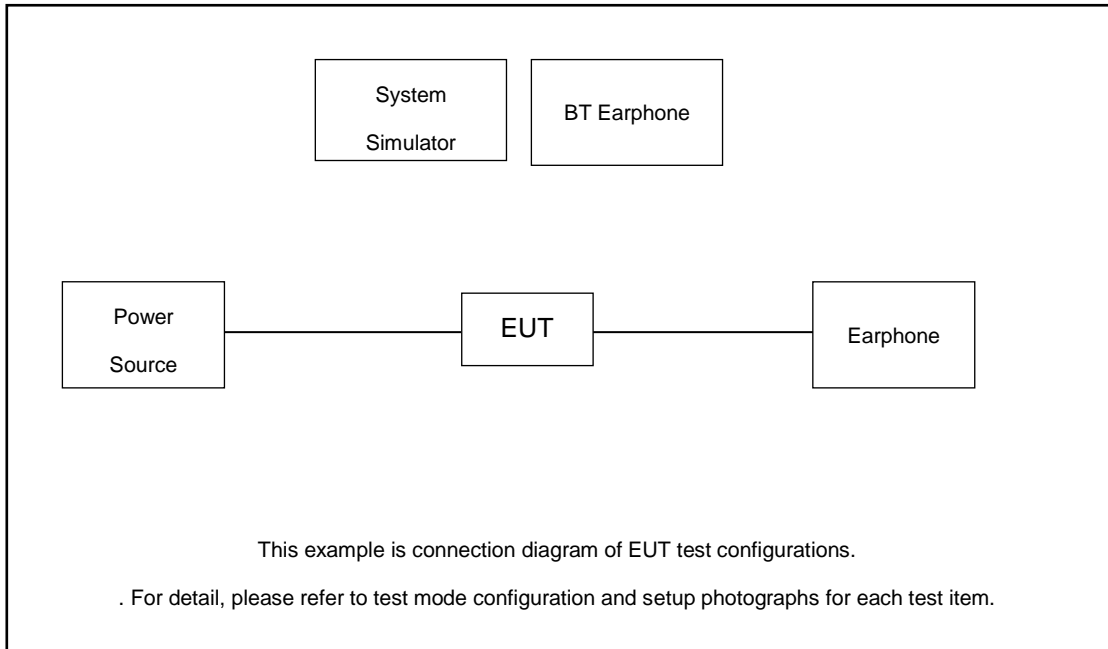 System
Simulator
BT Earphone
Power
Source
EUT
Earphone
This example is connection diagram of EUT test configurations.
. For detail, please refer to test mode configuration and setup photographs for each test item.